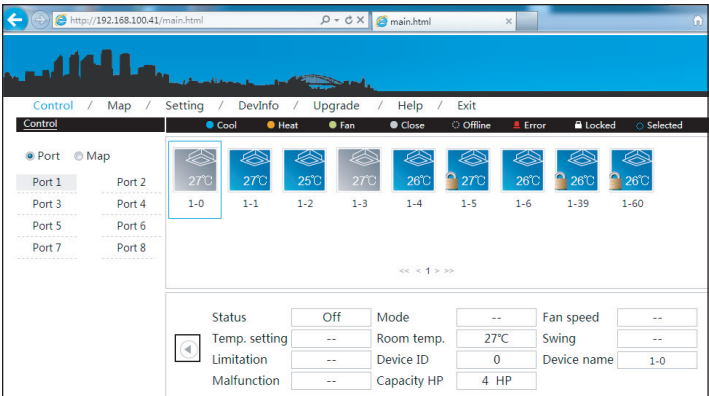 http://192.168.100.41/main.html
main.html
Control / Map / Setting / DevInfo / Upgrade / Help / Exit
Control
Cool Heat Fan Close Offline Error Locked Selected
Port Map
Port 1 Port 2
Port 3 Port 4
Port 5 Port 6
Port 7 Port 8
27℃ 27℃ 25℃ 27℃ 26℃ 27℃ 26℃ 26℃ 26℃
1-0 1-1 1-2 1-3 1-4 1-5 1-6 1-39 1-60
<< < 1 > >>
Status Off Mode -- Fan speed --
Temp. setting -- Room temp. 27℃ Swing --
Limitation -- Device ID 0 Device name 1-0
Malfunction -- Capacity HP 4 HP